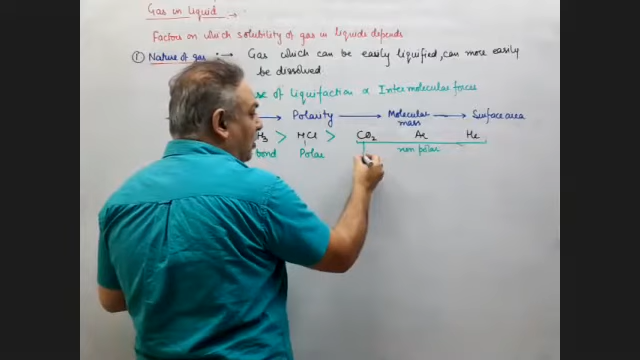 Gas in liquid →
Factors on which solubility of gas in liquids depends
① Nature of gas :→ Gas which can be easily liquified, can more easily
be dissolved
of liquifaction ∝ Intermolecular forces
→ Polarity → Molecular mass → Surface area
H₃ > HCl > CO₂ Ar He
bond Polar non polar